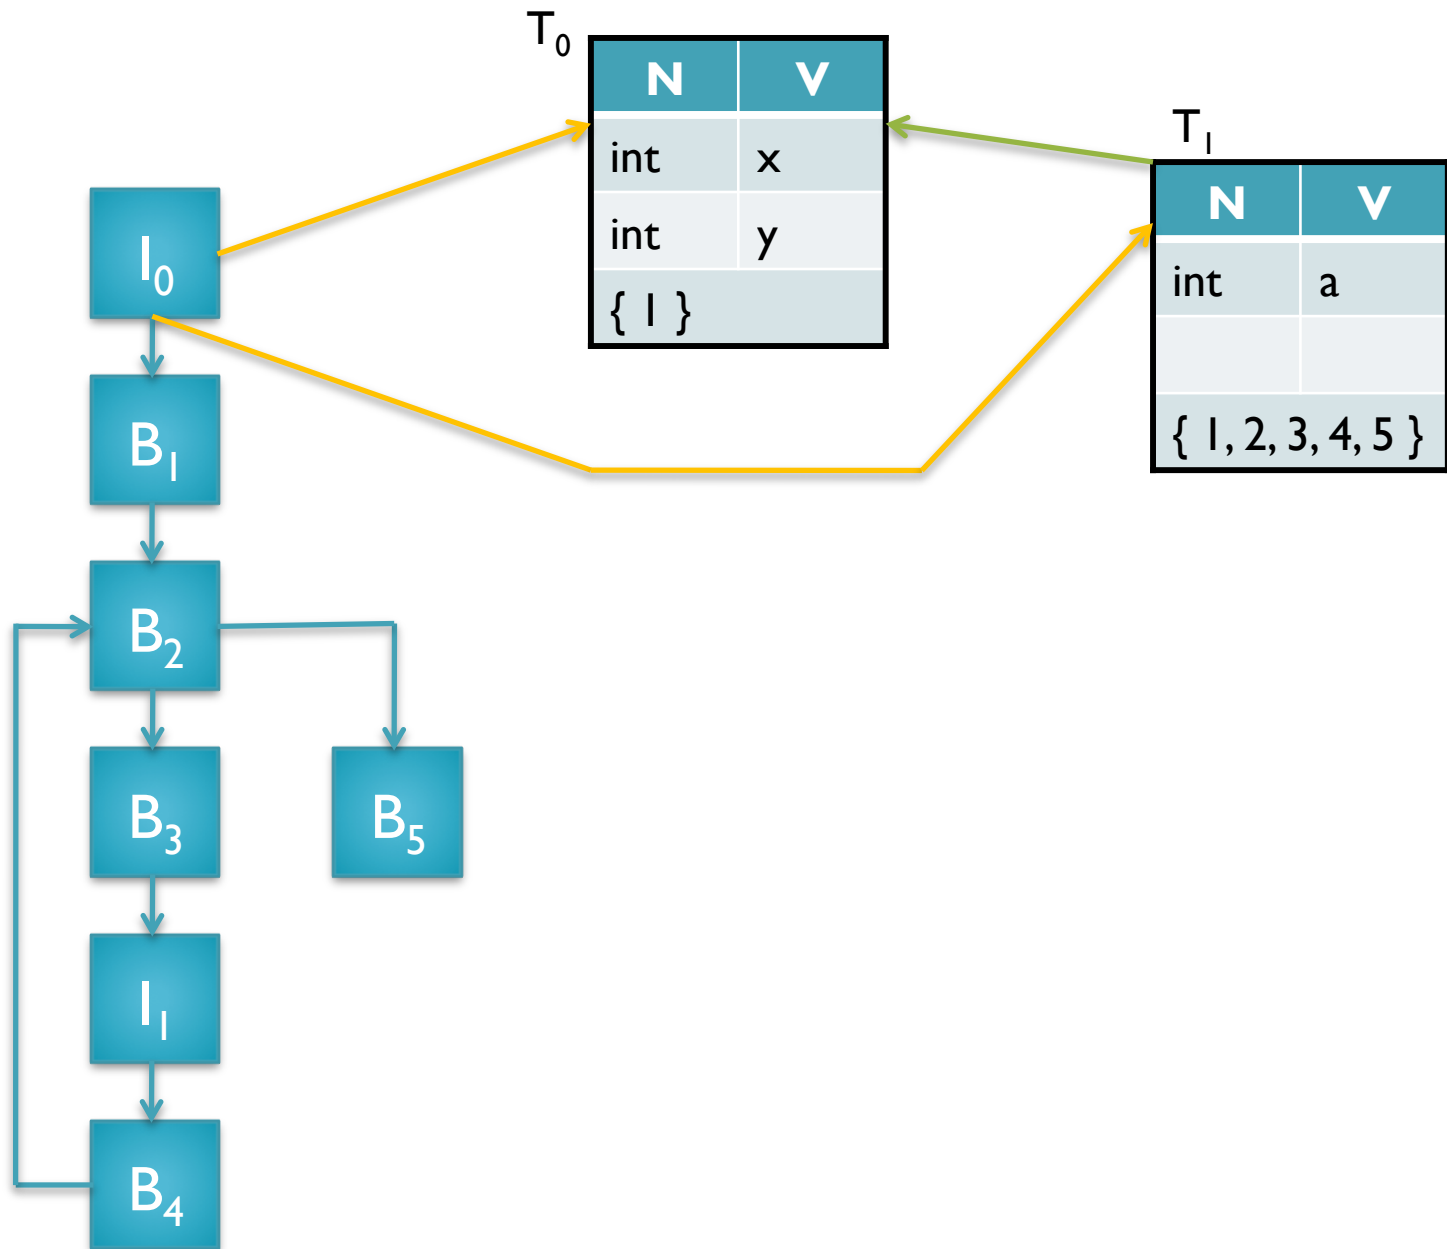 T0
N V
int x
int y
{ 1 }
T1
N V
int a
{ 1, 2, 3, 4, 5 }
I0
B1
B2
B3
B5
I1
B4